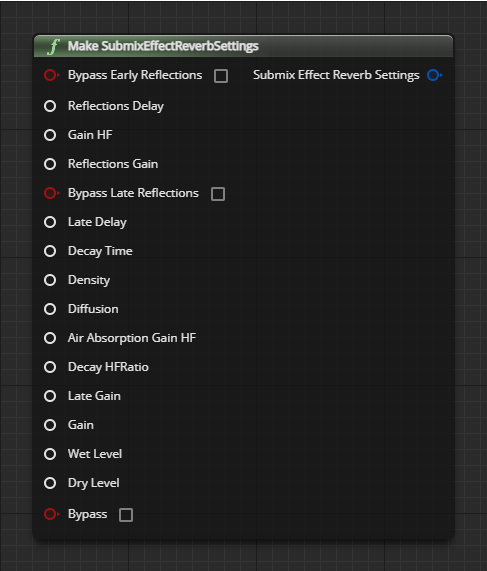 f Make SubmixEffectReverbSettings
Bypass Early Reflections Submix Effect Reverb Settings
Reflections Delay
Gain HF
Reflections Gain
Bypass Late Reflections
Late Delay
Decay Time
Density
Diffusion
Air Absorption Gain HF
Decay HFRatio
Late Gain
Gain
Wet Level
Dry Level
Bypass